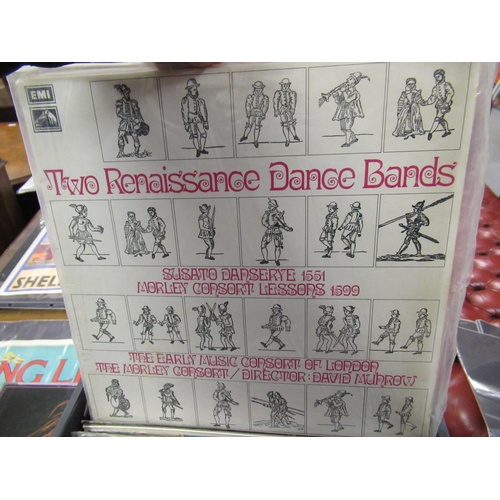 EMI
Two Renaissance Dance Bands
SUSATO DANSERYE 1551
MORLEY CONSORT LESSONS 1599
SHEL
THE EARLY MUSIC CONSORT OF LONDON
THE MORLEY CONSORT / DIRECTOR: DAVID MUNROW
NG LI